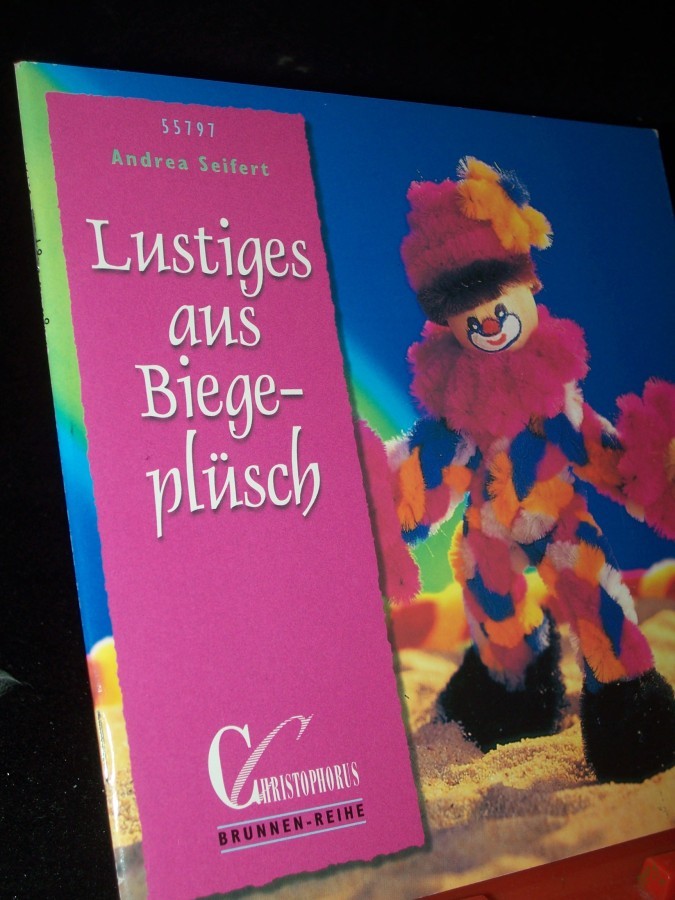 55797
Andrea Seifert
Lustiges
aus
Biege-
plüsch
CHRISTOPHORUS
BRUNNEN-REIHE